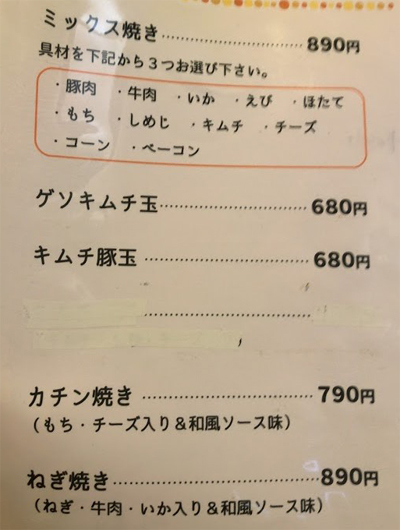 ミックス焼き……………………890円
具材を下記から３つお選び下さい。
・豚肉 ・牛肉 ・いか ・えび ・ほたて
・もち ・しめじ ・キムチ ・チーズ
・コーン ・ベーコン
ゲソキムチ玉……………………680円
キムチ豚玉……………………680円
カチン焼き……………………790円
（もち・チーズ入り＆和風ソース味）
ねぎ焼き……………………890円
（ねぎ・牛肉・いか入り＆和風ソース味）